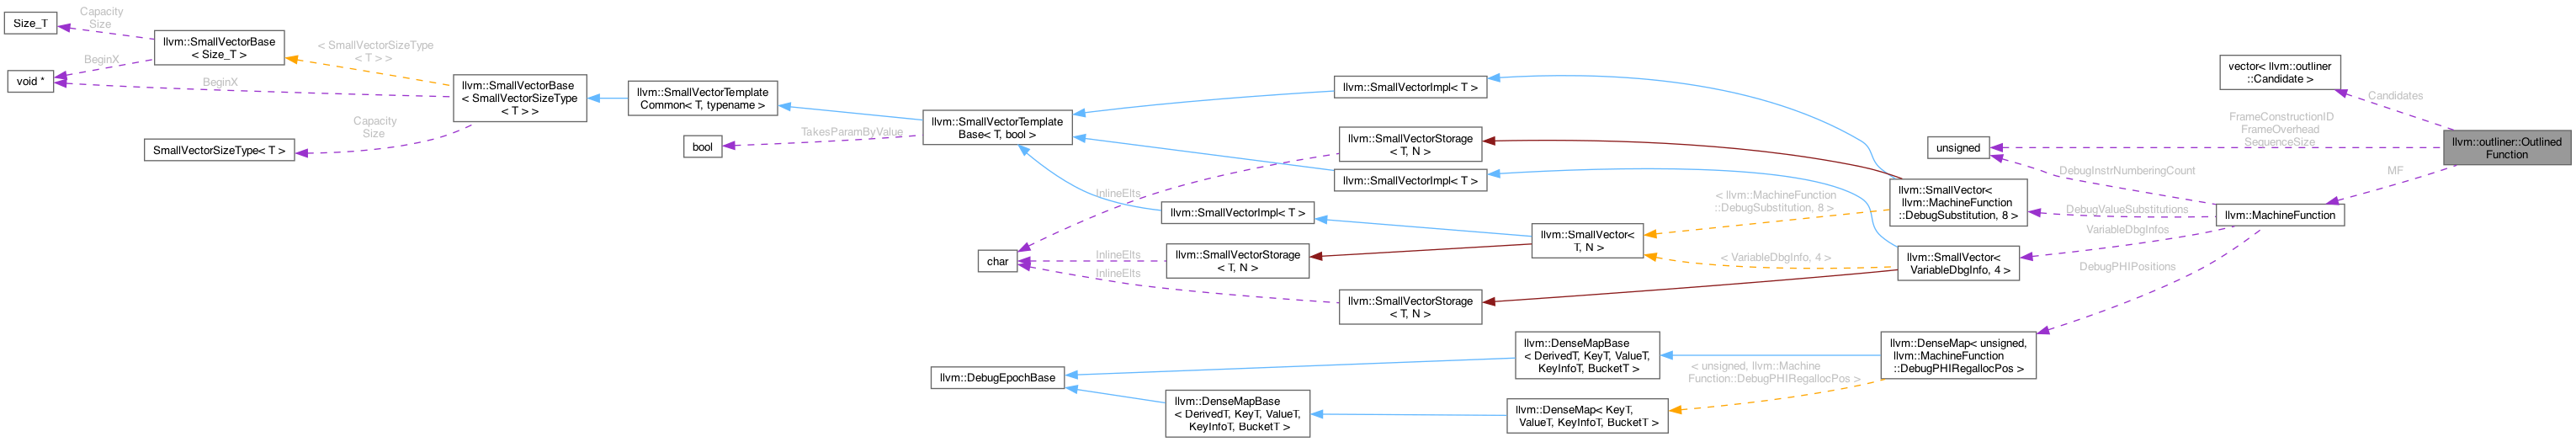 Size_T
Capacity
Size
llvm::SmallVectorBase
< Size_T >
void *
BeginX
BeginX
< SmallVectorSizeType
< T > >
llvm::SmallVectorBase
< SmallVectorSizeType
< T > >
SmallVectorSizeType< T >
Capacity
Size
llvm::SmallVectorTemplate
Common< T, typename >
bool
TakesParamByValue
llvm::SmallVectorTemplate
Base< T, bool >
llvm::SmallVectorImpl< T >
llvm::SmallVectorStorage
< T, N >
llvm::SmallVectorImpl< T >
InlineElts
llvm::SmallVectorImpl< T >
char
InlineElts
InlineElts
llvm::SmallVectorStorage
< T, N >
llvm::SmallVectorStorage
< T, N >
llvm::SmallVector<
T, N >
< llvm::MachineFunction
::DebugSubstitution, 8 >
< VariableDbgInfo, 4 >
llvm::SmallVector<
llvm::MachineFunction
::DebugSubstitution, 8 >
llvm::SmallVector<
VariableDbgInfo, 4 >
unsigned
vector< llvm::outliner
::Candidate >
Candidates
FrameConstructionID
FrameOverhead
SequenceSize
llvm::outliner::Outlined
Function
MF
DebugInstrNumberingCount
DebugValueSubstitutions
llvm::MachineFunction
VariableDbgInfos
DebugPHIPositions
llvm::DebugEpochBase
llvm::DenseMapBase
< DerivedT, KeyT, ValueT,
KeyInfoT, BucketT >
llvm::DenseMapBase
< DerivedT, KeyT, ValueT,
KeyInfoT, BucketT >
< unsigned, llvm::Machine
Function::DebugPHIRegallocPos >
llvm::DenseMap< KeyT,
ValueT, KeyInfoT, BucketT >
llvm::DenseMap< unsigned,
llvm::MachineFunction
::DebugPHIRegallocPos >